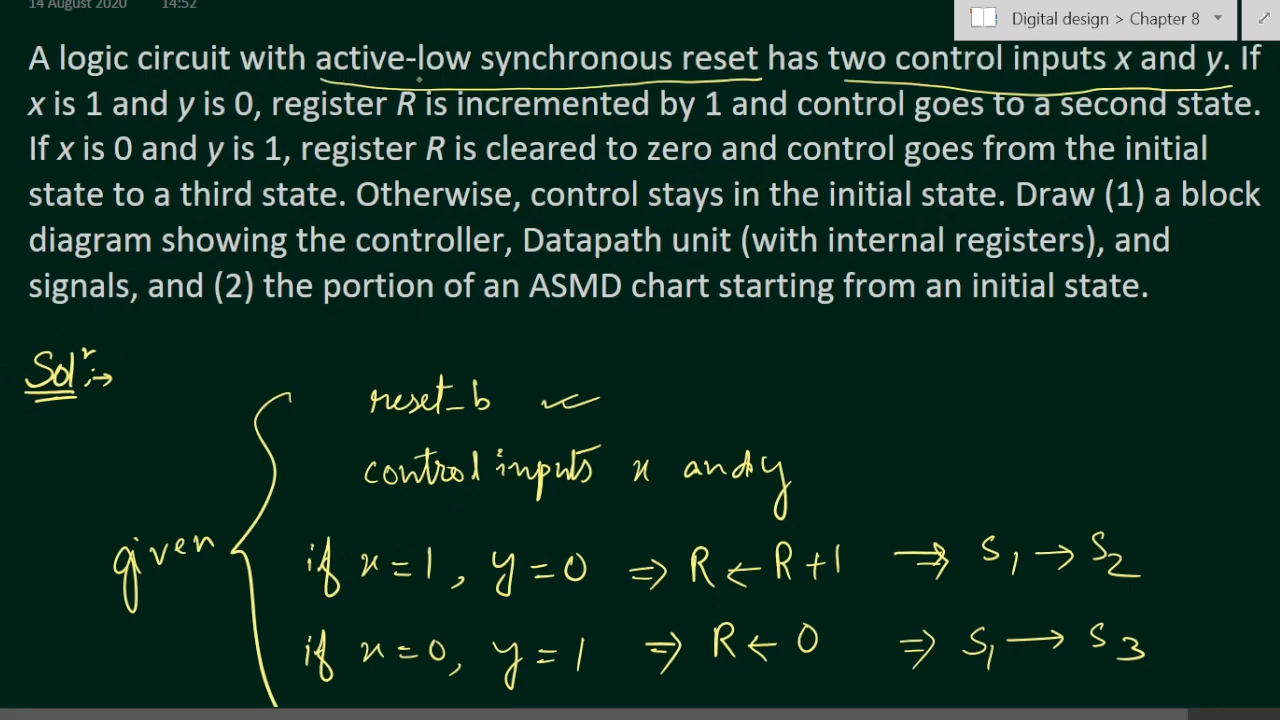 14 August 2020 14:52
Digital design > Chapter 8
A logic circuit with active-low synchronous reset has two control inputs x and y. If
x is 1 and y is 0, register R is incremented by 1 and control goes to a second state.
If x is 0 and y is 1, register R is cleared to zero and control goes from the initial
state to a third state. Otherwise, control stays in the initial state. Draw (1) a block
diagram showing the controller, Datapath unit (with internal registers), and
signals, and (2) the portion of an ASMD chart starting from an initial state.
Solⁿ :→
reset_b ✓
control inputs x and y
given
if x = 1, y = 0 ⇒ R ← R + 1 ⇒ S₁ → S₂
if x = 0, y = 1 ⇒ R ← 0 ⇒ S₁ → S₃